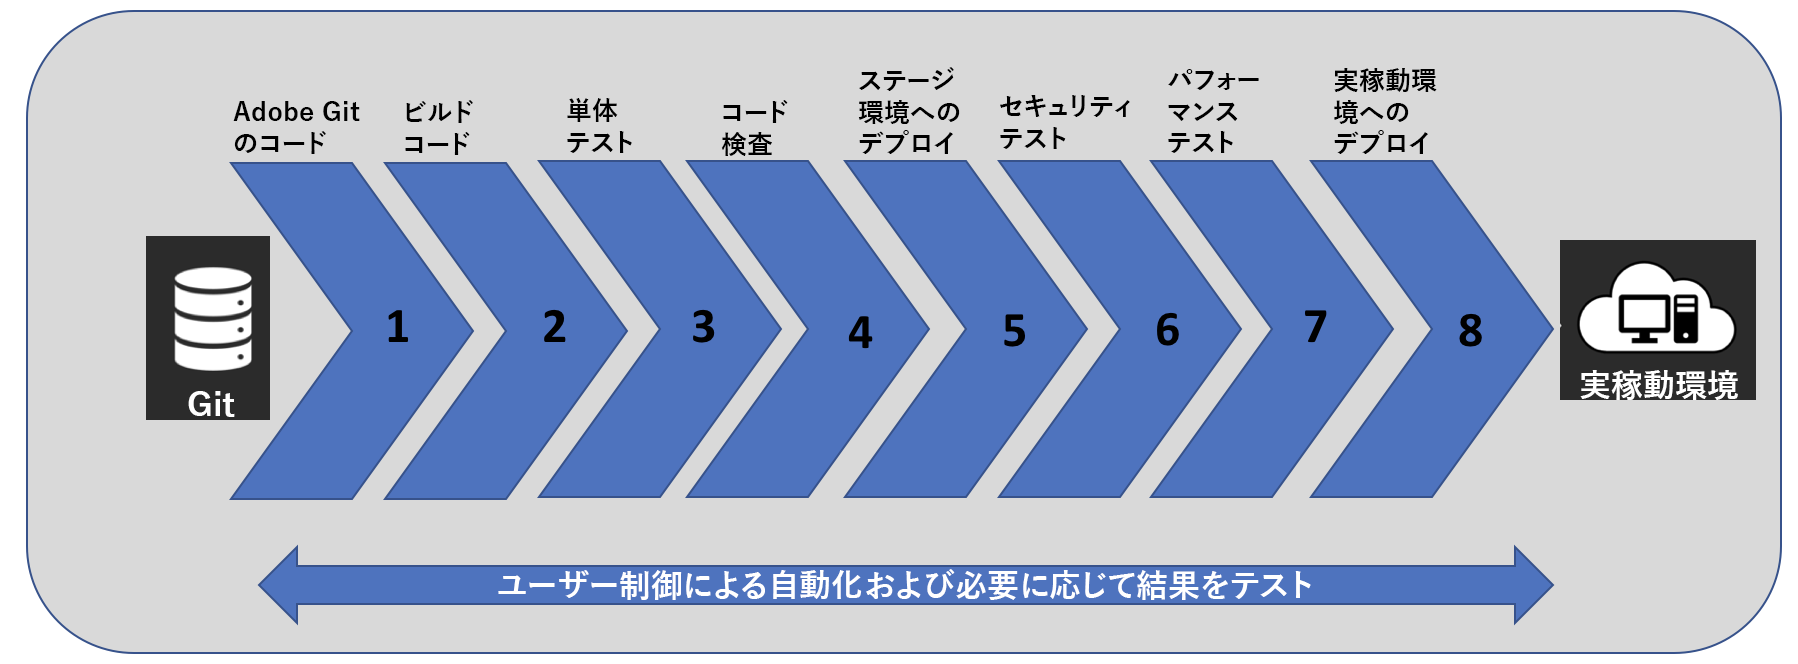 Adobe Git
のコード
ビルド
コード
単体
テスト
コード
検査
ステージ
環境への
デプロイ
セキュリティ
テスト
パフォー
マンス
テスト
実稼動環
境への
デプロイ
1
2
3
4
5
6
7
8
Git
実稼動環境
ユーザー制御による自動化および必要に応じて結果をテスト